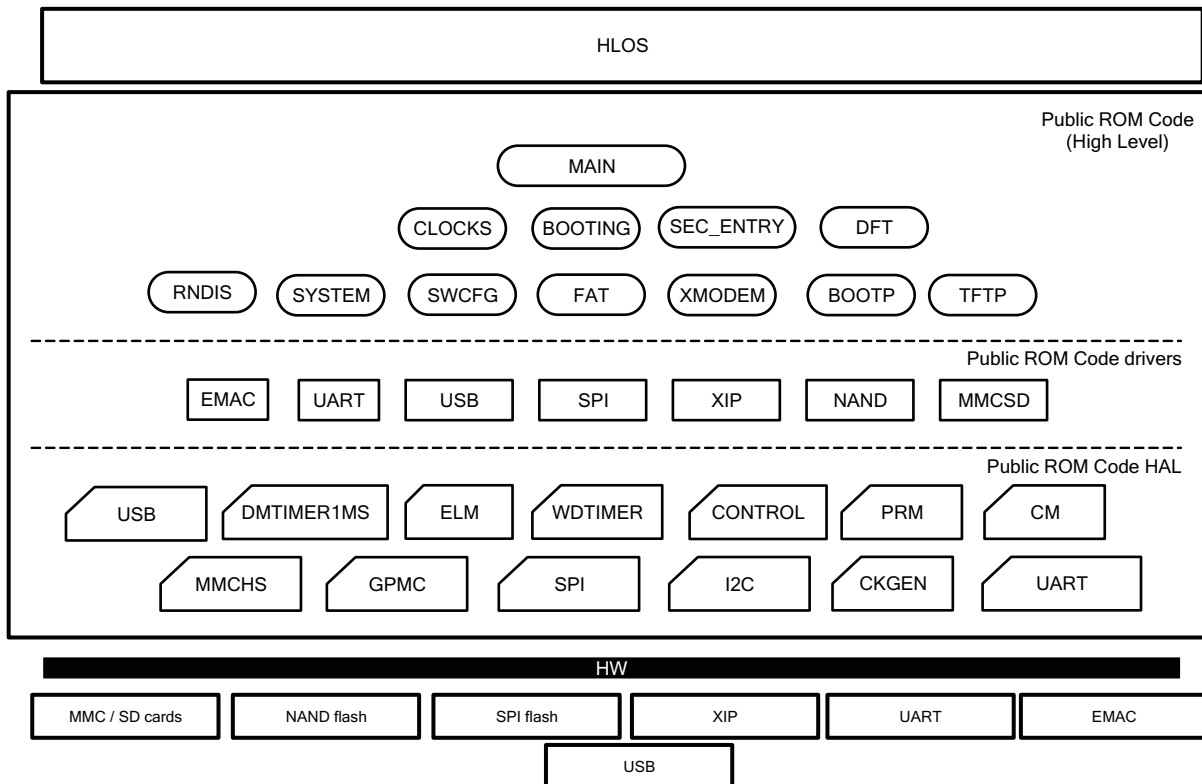 HLOS
Public ROM Code
(High Level)
MAIN
CLOCKS
BOOTING
SEC_ENTRY
DFT
RNDIS
SYSTEM
SWCFG
FAT
XMODEM
BOOTP
TFTP
Public ROM Code drivers
EMAC
UART
USB
SPI
XIP
NAND
MMCSD
Public ROM Code HAL
USB
DMTIMER1MS
ELM
WDTIMER
CONTROL
PRM
CM
MMCHS
GPMC
SPI
I2C
CKGEN
UART
HW
MMC / SD cards
NAND flash
SPI flash
XIP
UART
EMAC
USB